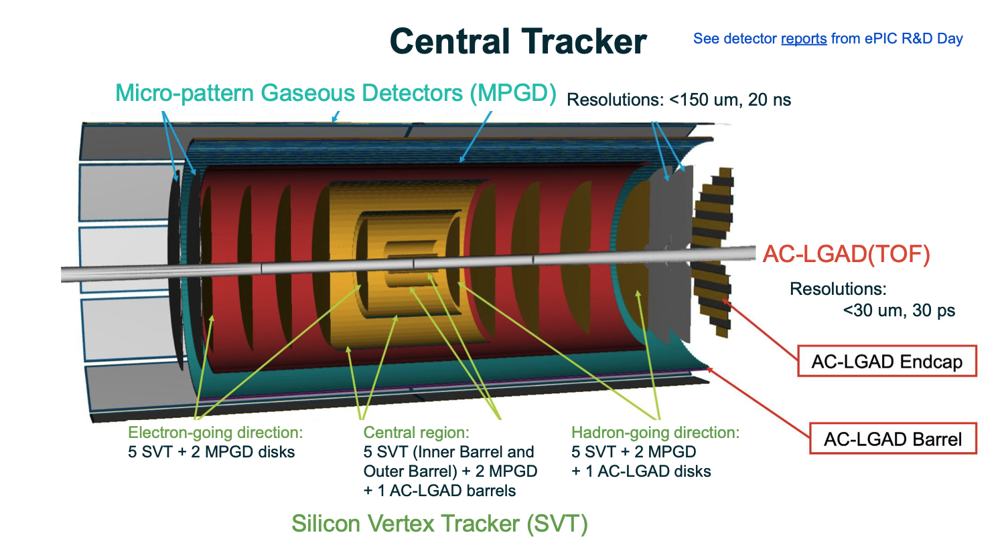 Central Tracker
See detector reports from ePIC R&D Day
Micro-pattern Gaseous Detectors (MPGD)
Resolutions: <150 um, 20 ns
AC-LGAD(TOF)
Resolutions:
<30 um, 30 ps
AC-LGAD Endcap
AC-LGAD Barrel
Electron-going direction:
5 SVT + 2 MPGD disks
Central region:
5 SVT (Inner Barrel and
Outer Barrel) + 2 MPGD
+ 1 AC-LGAD barrels
Hadron-going direction:
5 SVT + 2 MPGD
+ 1 AC-LGAD disks
Silicon Vertex Tracker (SVT)